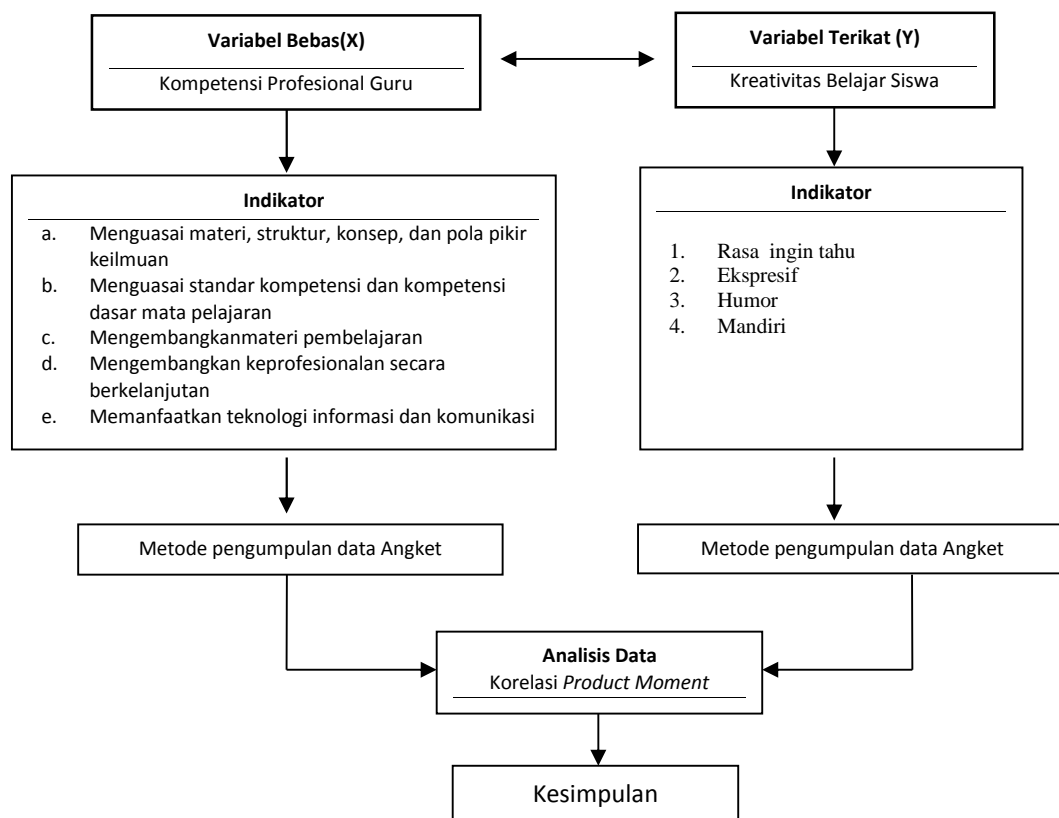 Variabel Bebas(X)
Kompetensi Profesional Guru
Variabel Terikat (Y)
Kreativitas Belajar Siswa
Indikator
a. Menguasai materi, struktur, konsep, dan pola pikir
keilmuan
b. Menguasai standar kompetensi dan kompetensi
dasar mata pelajaran
c. Mengembangkanmateri pembelajaran
d. Mengembangkan keprofesionalan secara
berkelanjutan
e. Memanfaatkan teknologi informasi dan komunikasi
Indikator
1. Rasa ingin tahu
2. Ekspresif
3. Humor
4. Mandiri
Metode pengumpulan data Angket
Metode pengumpulan data Angket
Analisis Data
Korelasi Product Moment
Kesimpulan